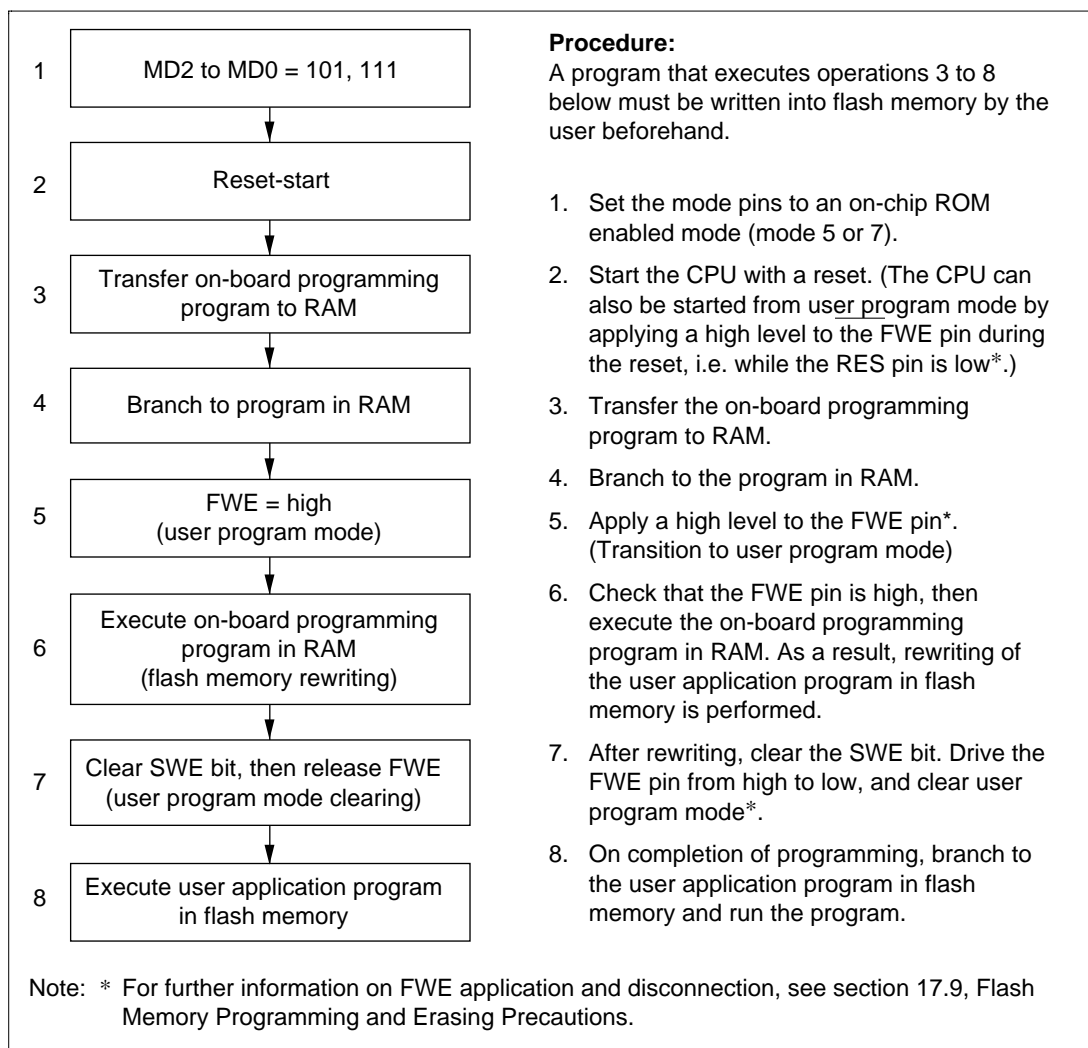 1
MD2 to MD0 = 101, 111
2
Reset-start
3
Transfer on-board programming
program to RAM
4
Branch to program in RAM
5
FWE = high
(user program mode)
6
Execute on-board programming
program in RAM
(flash memory rewriting)
7
Clear SWE bit, then release FWE
(user program mode clearing)
8
Execute user application program
in flash memory
Procedure:
A program that executes operations 3 to 8
below must be written into flash memory by the
user beforehand.
1. Set the mode pins to an on-chip ROM
enabled mode (mode 5 or 7).
2. Start the CPU with a reset. (The CPU can
also be started from user program mode by
applying a high level to the FWE pin during
the reset, i.e. while the RES pin is low*.)
3. Transfer the on-board programming
program to RAM.
4. Branch to the program in RAM.
5. Apply a high level to the FWE pin*.
(Transition to user program mode)
6. Check that the FWE pin is high, then
execute the on-board programming
program in RAM. As a result, rewriting of
the user application program in flash
memory is performed.
7. After rewriting, clear the SWE bit. Drive the
FWE pin from high to low, and clear user
program mode*.
8. On completion of programming, branch to
the user application program in flash
memory and run the program.
Note: * For further information on FWE application and disconnection, see section 17.9, Flash
Memory Programming and Erasing Precautions.